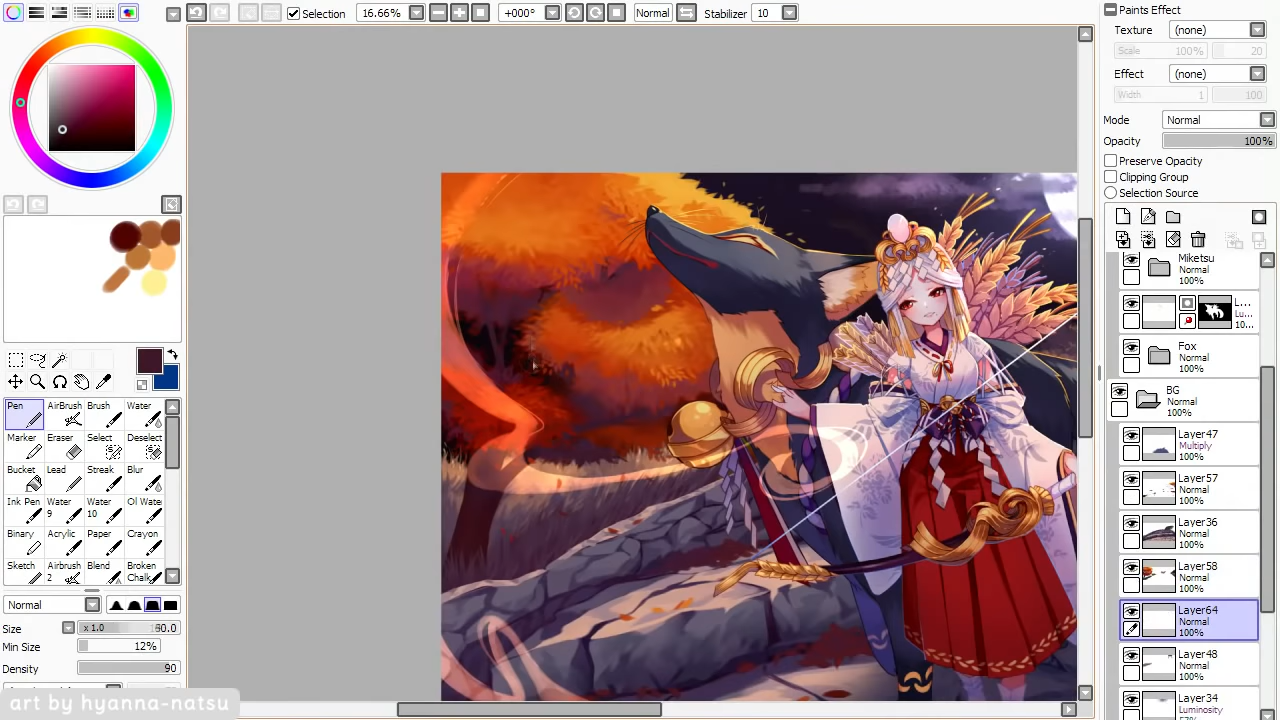 Selection
16.66%
+000°
Normal
Stabilizer
10
Pen
AirBrush
Brush
Water
Marker
Eraser
Select
Deselect
Bucket
Lead
Streak
Blur
Ink Pen
Water 9
Water 10
Oil Water
Binary
Acrylic
Paper
Crayon
Sketch
Airbrush 2
Blend
Broken Chalk
Normal
Size
x 1.0
Min Size
12%
Density
90
art by hyanna-natsu
Paints Effect
Texture
(none)
Scale
100%
20
Effect
(none)
Width
1
100
Mode
Normal
Opacity
100%
Preserve Opacity
Clipping Group
Selection Source
Miketsu
Normal
100%
L...
Lu...
10...
Fox
Normal
100%
BG
Normal
100%
Layer47
Multiply
100%
Layer57
Normal
100%
Layer36
Normal
100%
Layer58
Normal
100%
Layer64
Normal
100%
Layer48
Normal
100%
Layer34
Luminosity